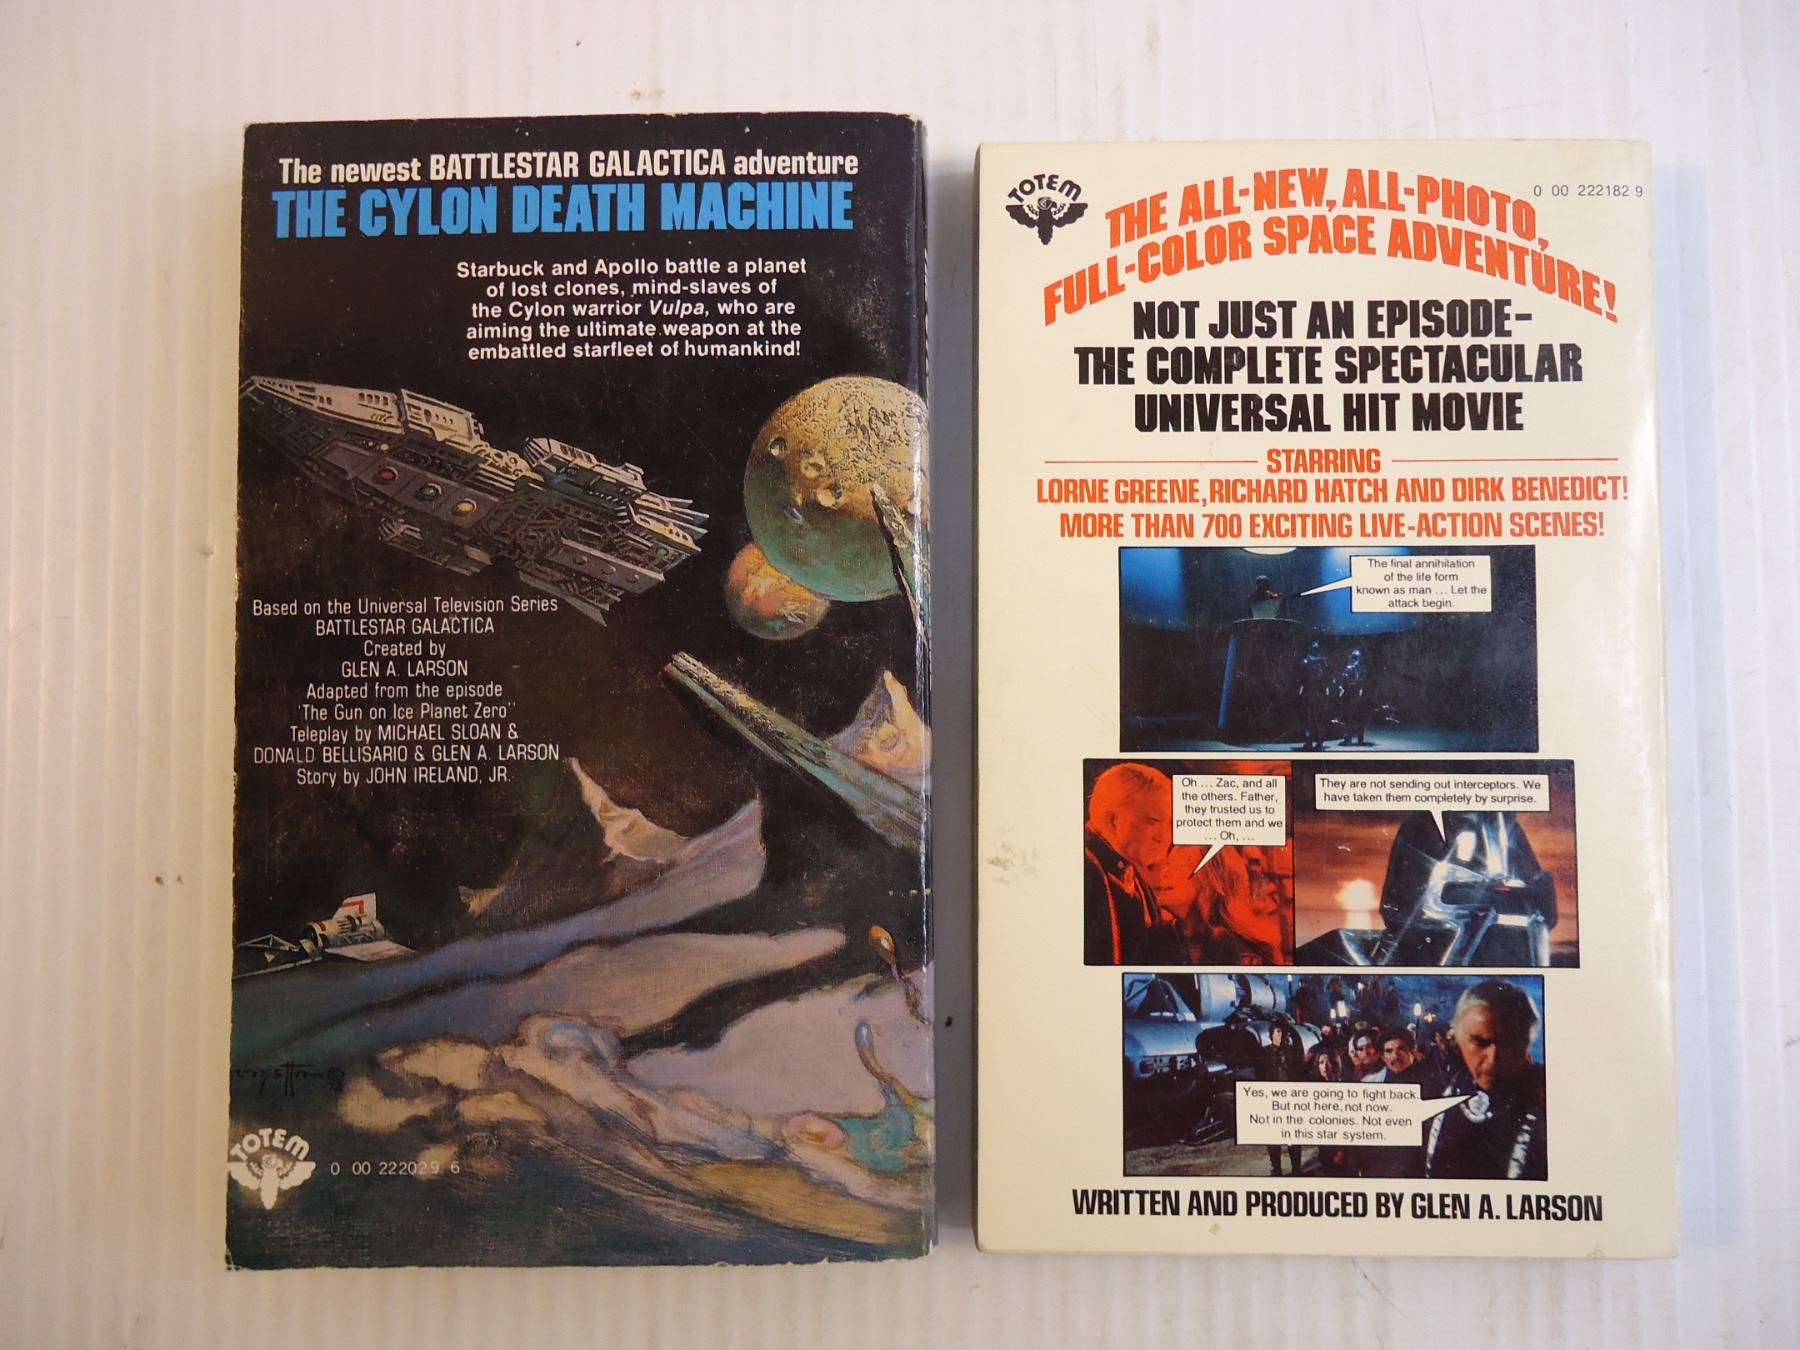 The newest BATTLESTAR GALACTICA adventure
THE CYLON DEATH MACHINE
Starbuck and Apollo battle a planet
of lost clones, mind-slaves of
the Cylon warrior Vulpa, who are
aiming the ultimate weapon at the
embattled starfleet of humankind!
Based on the Universal Television Series
BATTLESTAR GALACTICA
Created by
GLEN A. LARSON
Adapted from the episode
"The Gun on Ice Planet Zero"
Teleplay by MICHAEL SLOAN &
DONALD BELLISARIO & GLEN A. LARSON
Story by JOHN IRELAND, JR.
TOTEM
0 00 222029 6
TOTEM
0 00 222182 9
THE ALL-NEW, ALL-PHOTO,
FULL-COLOR SPACE ADVENTURE!
NOT JUST AN EPISODE-
THE COMPLETE SPECTACULAR
UNIVERSAL HIT MOVIE
STARRING
LORNE GREENE, RICHARD HATCH AND DIRK BENEDICT!
MORE THAN 700 EXCITING LIVE-ACTION SCENES!
The final annihilation
of the life form
known as man ... Let the
attack begin.
Oh ... Zac, and all
the others. Father,
they trusted us to
protect them and we
... Oh, ...
They are not sending out interceptors. We
have taken them completely by surprise.
Yes, we are going to fight back.
But not here, not now.
Not in the colonies. Not even
in this star system.
WRITTEN AND PRODUCED BY GLEN A. LARSON